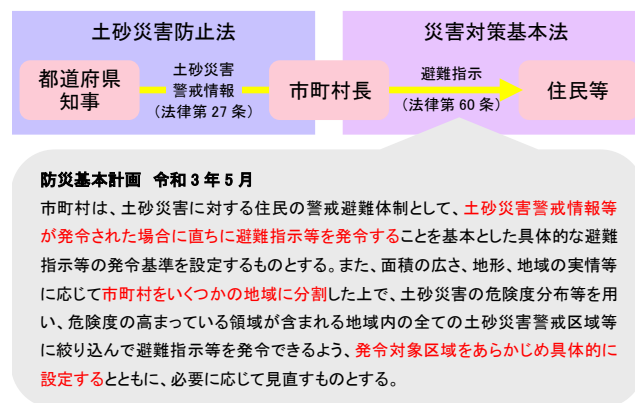 土砂災害防止法
災害対策基本法
都道府県
知事
土砂災害
警戒情報
（法律第 27 条）
市町村長
避難指示
（法律第 60 条）
住民等
防災基本計画 令和３年５月
市町村は、土砂災害に対する住民の警戒避難体制として、土砂災害警戒情報等
が発令された場合に直ちに避難指示等を発令することを基本とした具体的な避難
指示等の発令基準を設定するものとする。また、面積の広さ、地形、地域の実情等
に応じて市町村をいくつかの地域に分割した上で、土砂災害の危険度分布等を用
い、危険度の高まっている領域が含まれる地域内の全ての土砂災害警戒区域等
に絞り込んで避難指示等を発令できるよう、発令対象区域をあらかじめ具体的に
設定するとともに、必要に応じて見直すものとする。